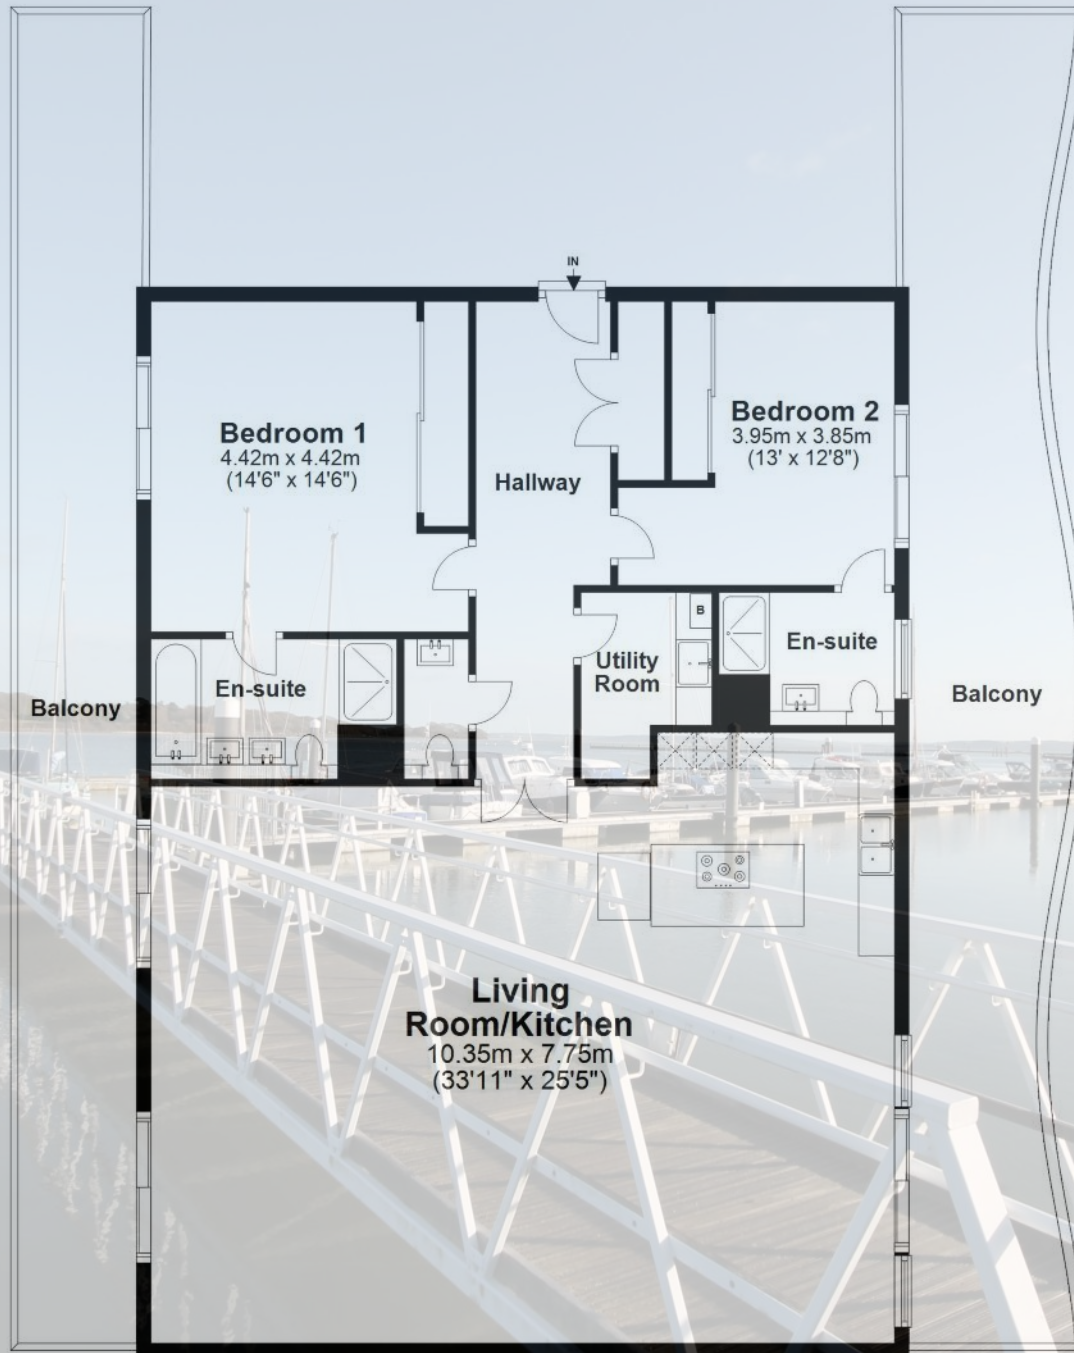 IN
Bedroom 1
4.42m x 4.42m
(14'6" x 14'6")
Bedroom 2
3.95m x 3.85m
(13' x 12'8")
Hallway
B
En-suite
Utility
Room
En-suite
Balcony
Balcony
Living
Room/Kitchen
10.35m x 7.75m
(33'11" x 25'5")